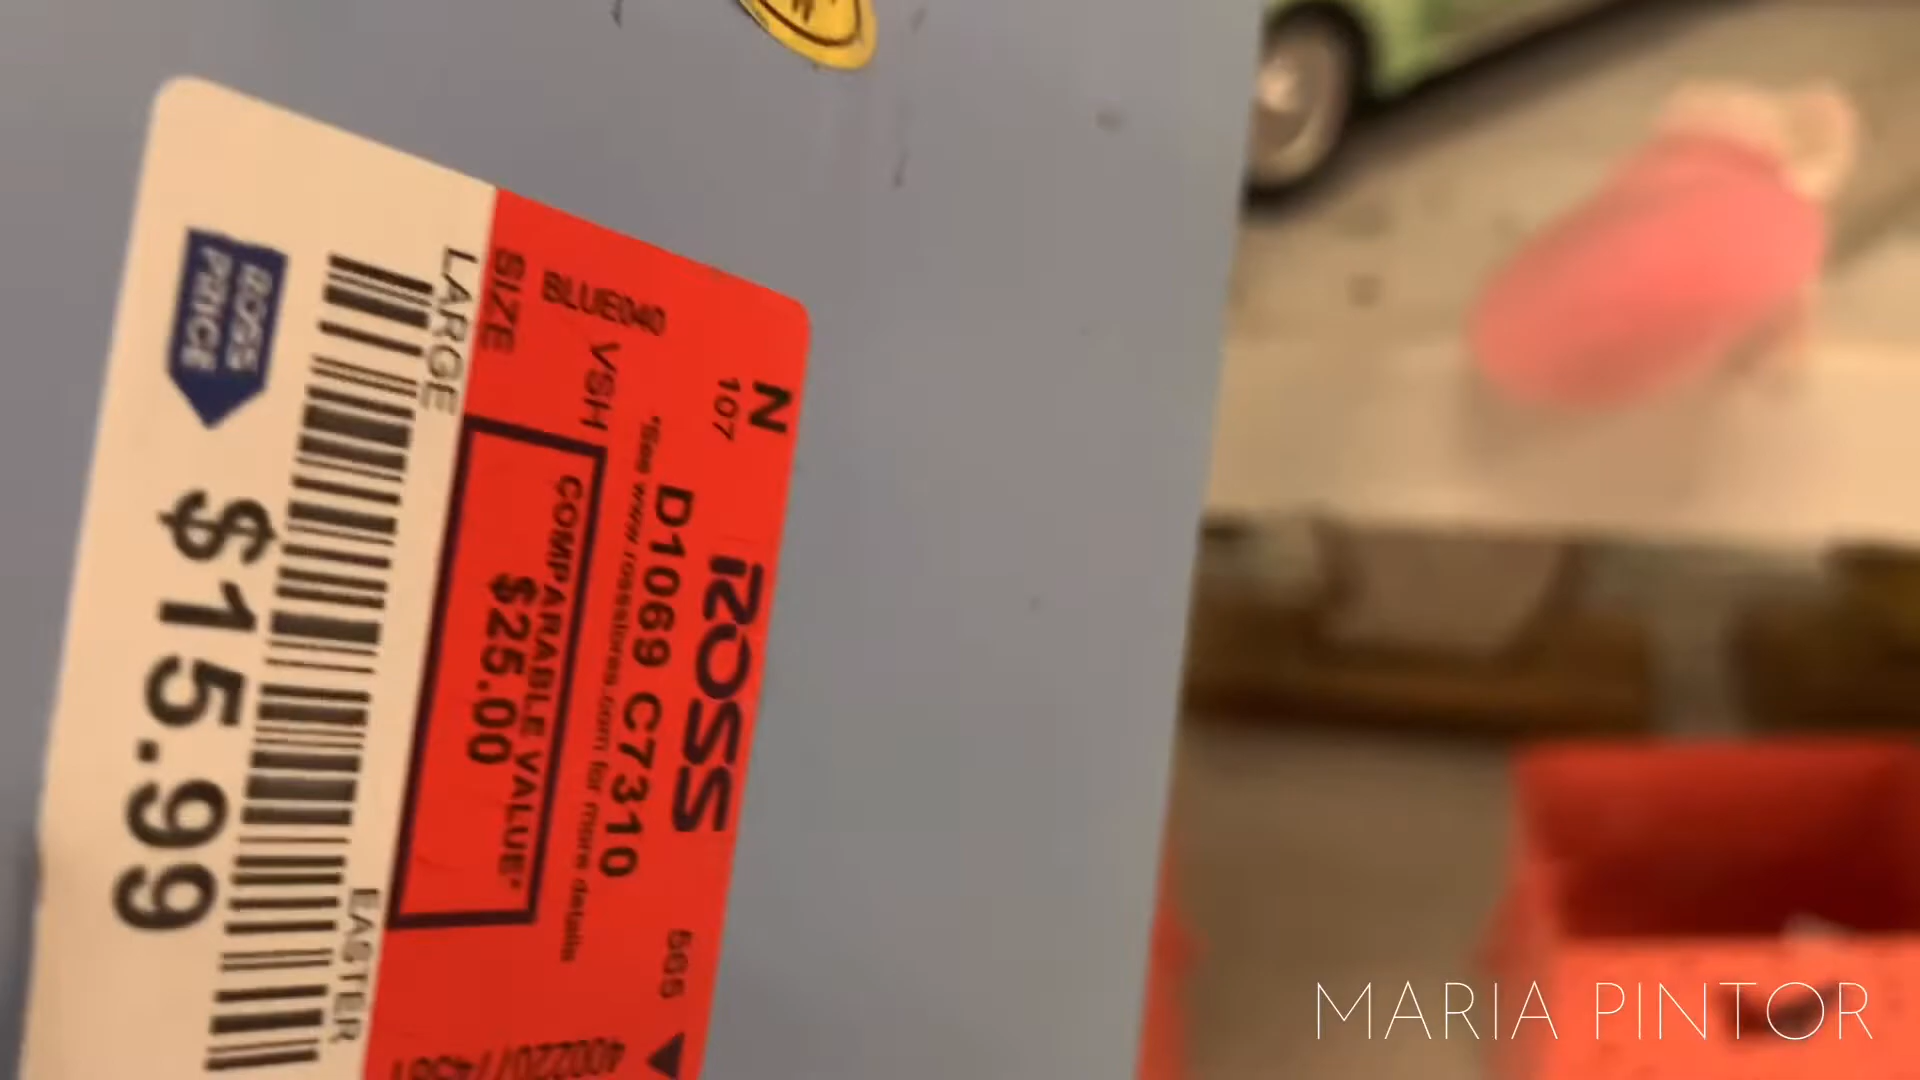 ROSS
N
107
D1069 C7310
565
*See www.rossstores.com for more details
BLUE040
VSH
COMPARABLE VALUE*
$25.00
SIZE
LARGE
EASTER
ROSS
PRICE
$15.99
MARIA PINTOR